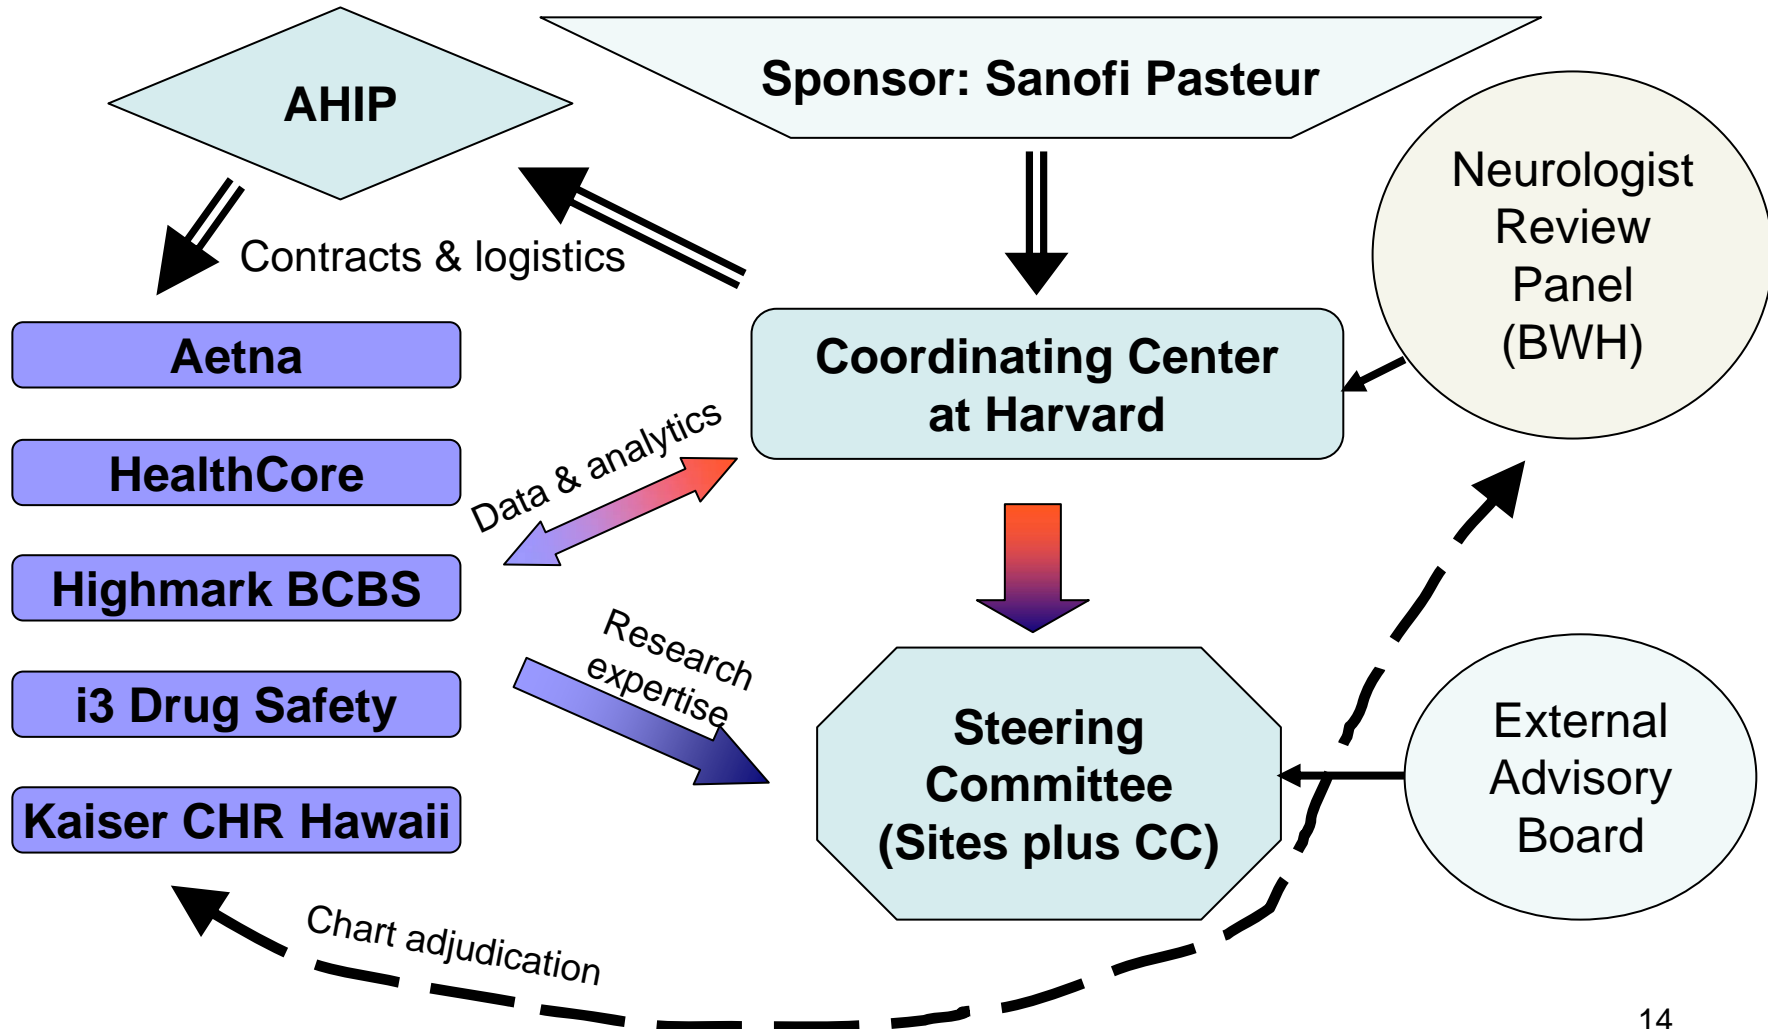 AHIP
Sponsor: Sanofi Pasteur
Neurologist
Review
Panel
(BWH)
Contracts & logistics
Aetna
HealthCore
Highmark BCBS
i3 Drug Safety
Kaiser CHR Hawaii
Coordinating Center
at Harvard
Data & analytics
Research
expertise
Steering
Committee
(Sites plus CC)
External
Advisory
Board
Chart adjudication
14